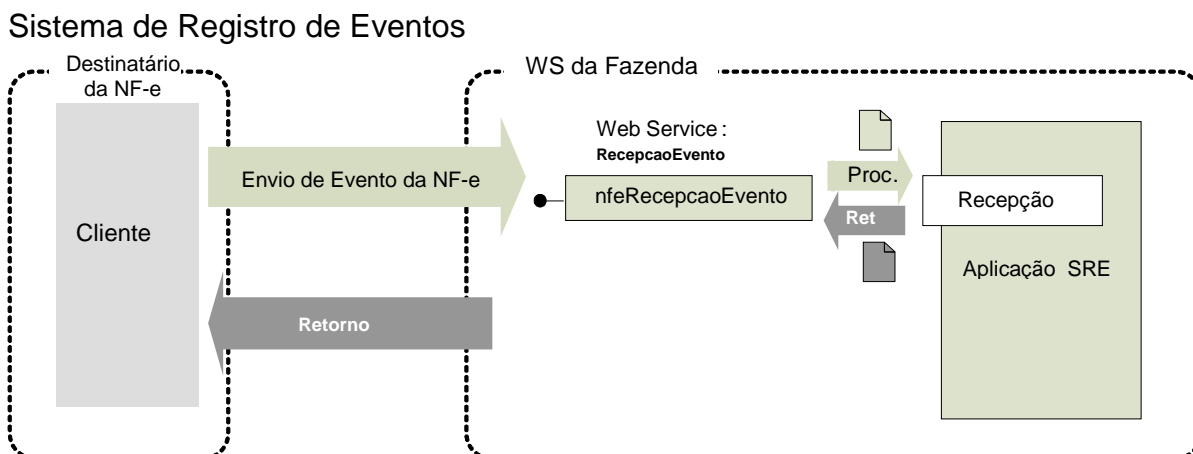 Sistema de Registro de Eventos
Destinatário
da NF-e
WS da Fazenda
Cliente
Envio de Evento da NF-e
Retorno
Web Service :
RecepcaoEvento
nfeRecepcaoEvento
Proc.
Ret
Recepção
Aplicação SRE